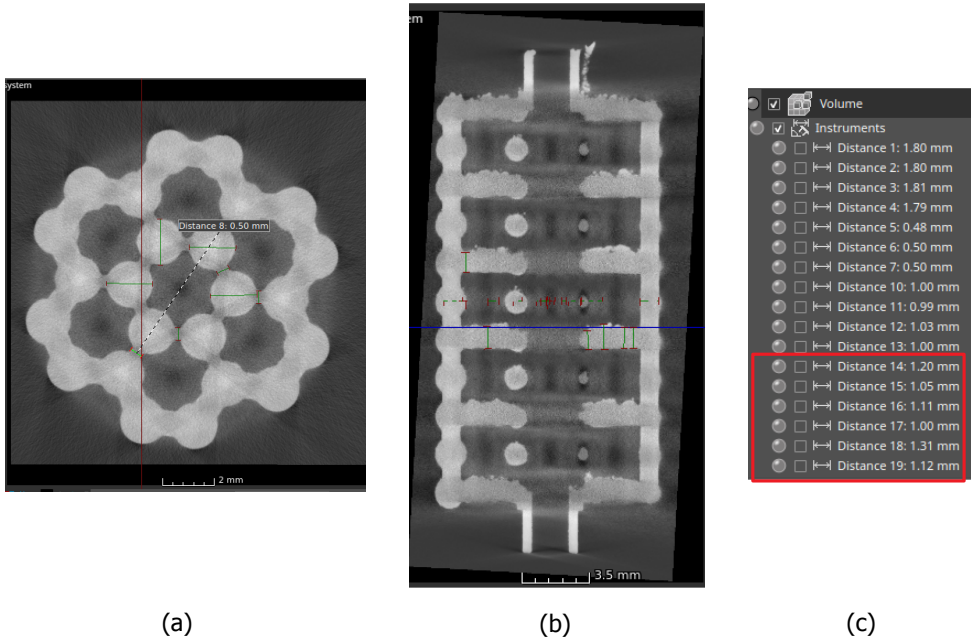 system
Distance 8: 0.50 mm
2 mm
(a)
em
3.5 mm
(b)
Volume
Instruments
Distance 1: 1.80 mm
Distance 2: 1.80 mm
Distance 3: 1.81 mm
Distance 4: 1.79 mm
Distance 5: 0.48 mm
Distance 6: 0.50 mm
Distance 7: 0.50 mm
Distance 10: 1.00 mm
Distance 11: 0.99 mm
Distance 12: 1.03 mm
Distance 13: 1.00 mm
Distance 14: 1.20 mm
Distance 15: 1.05 mm
Distance 16: 1.11 mm
Distance 17: 1.00 mm
Distance 18: 1.31 mm
Distance 19: 1.12 mm
(c)